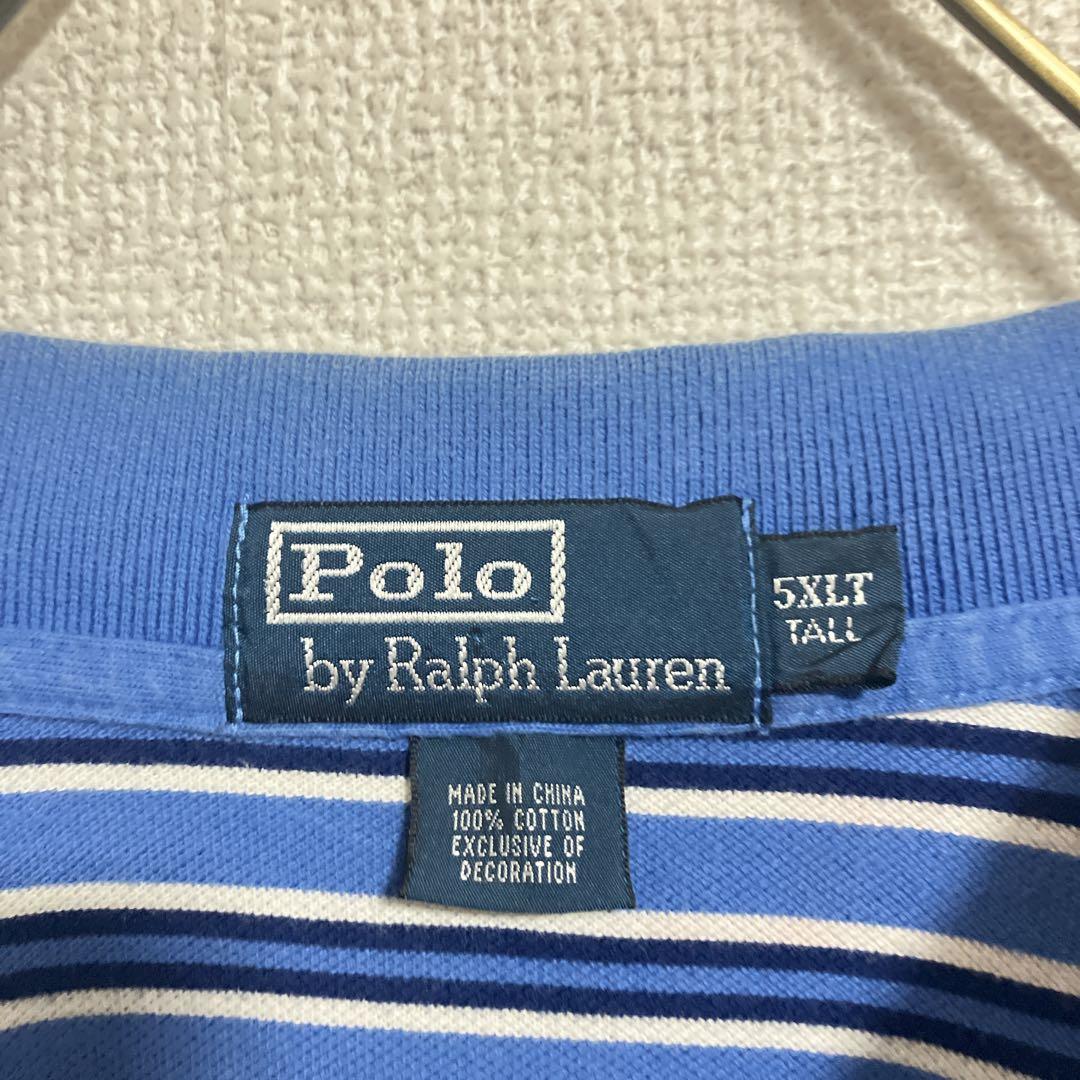 Polo
by Ralph Lauren
5XLT
TALL
MADE IN CHINA
100% COTTON
EXCLUSIVE OF
DECORATION